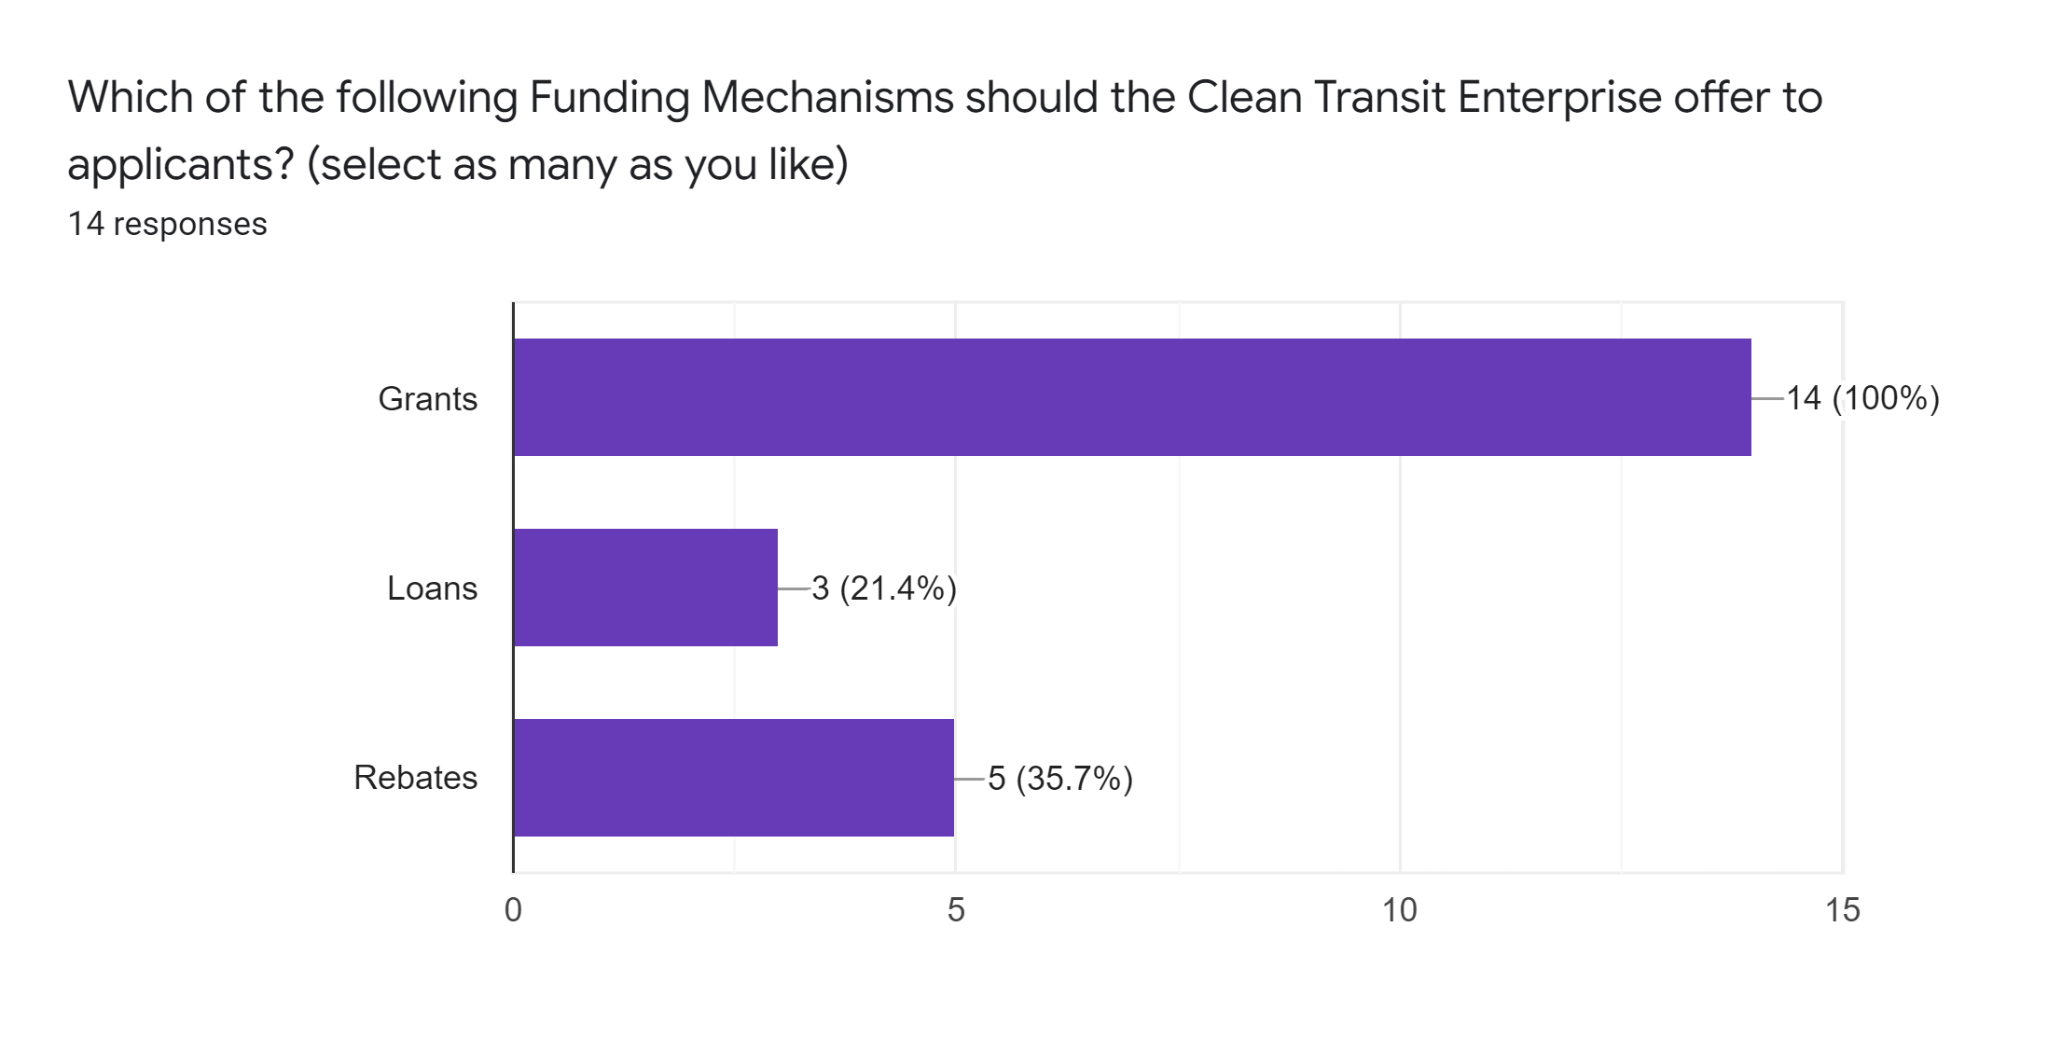 Which of the following Funding Mechanisms should the Clean Transit Enterprise offer to
applicants? (select as many as you like)
14 responses
Grants
14 (100%)
Loans
3 (21.4%)
Rebates
5 (35.7%)
0
5
10
15